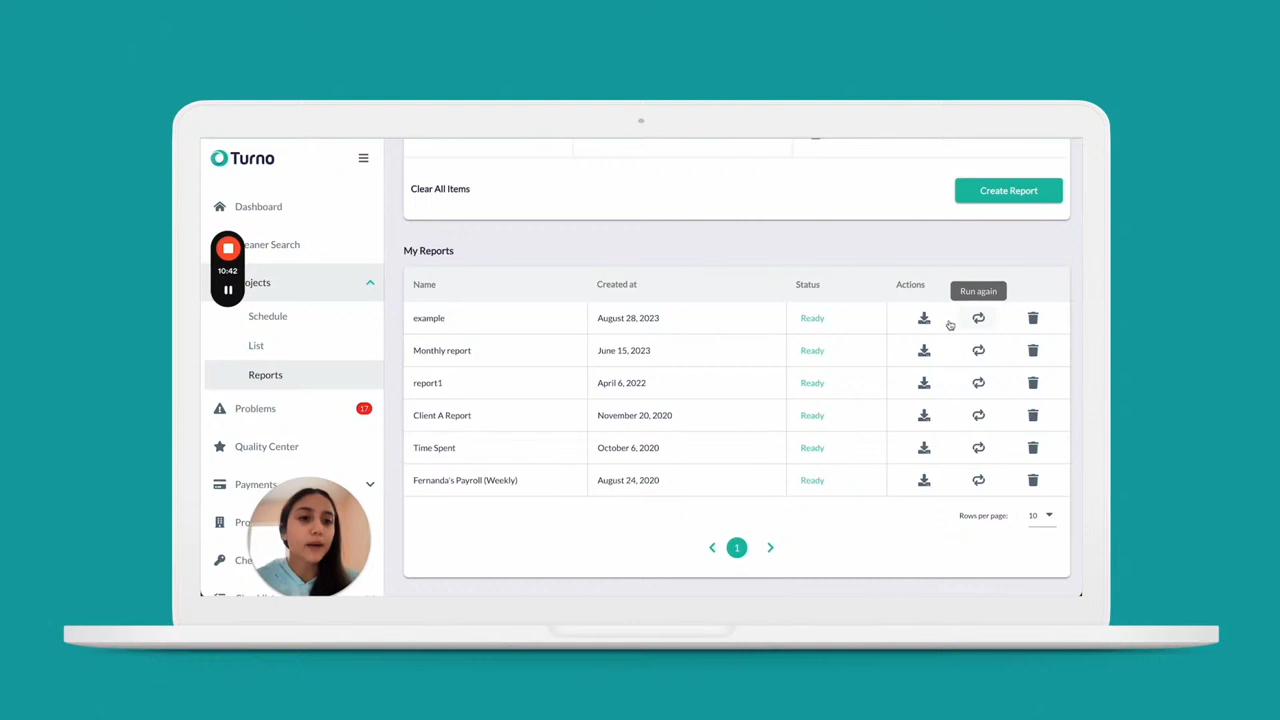 Turno
Dashboard
eaner Search
10:42
ojects
Schedule
List
Reports
Problems
17
Quality Center
Payments
Pro
Che
Clear All Items
Create Report
My Reports
Name Created at Status Actions
Run again
example August 28, 2023 Ready
Monthly report June 15, 2023 Ready
report1 April 6, 2022 Ready
Client A Report November 20, 2020 Ready
Time Spent October 6, 2020 Ready
Fernanda's Payroll (Weekly) August 24, 2020 Ready
Rows per page: 10
1